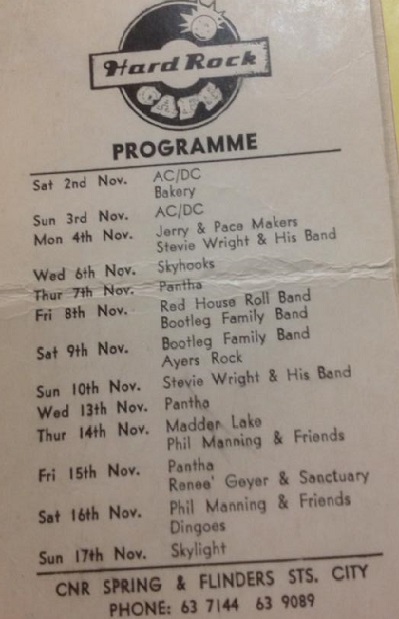 Hard Rock
CAFE
PROGRAMME
Sat 2nd Nov. AC/DC
Bakery
Sun 3rd Nov. AC/DC
Mon 4th Nov. Jerry & Pace Makers
Stevie Wright & His Band
Wed 6th Nov. Skyhooks
Thur 7th Nov. Pantha
Fri 8th Nov. Red House Roll Band
Bootleg Family Band
Sat 9th Nov. Bootleg Family Band
Ayers Rock
Sun 10th Nov. Stevie Wright & His Band
Wed 13th Nov. Pantha
Thur 14th Nov. Madder Lake
Phil Manning & Friends
Fri 15th Nov. Pantha
Renee' Geyer & Sanctuary
Sat 16th Nov. Phil Manning & Friends
Dingoes
Sun 17th Nov. Skylight
CNR SPRING & FLINDERS STS. CITY
PHONE: 63 7144 63 9089